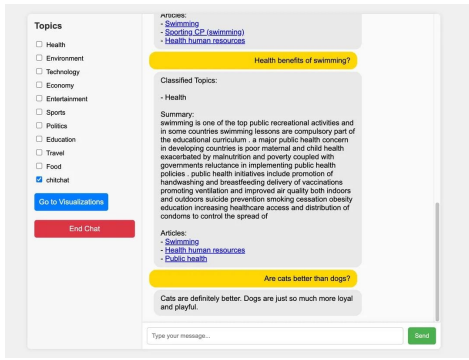 Topics
Health
Environment
Technology
Economy
Entertainment
Sports
Politics
Education
Travel
Food
chitchat
Go to Visualizations
End Chat
Articles:
- Swimming
- Sporting CP (swimming)
- Health human resources
Health benefits of swimming?
Classified Topics:
- Health
Summary:
swimming is one of the top public recreational activities and
in some countries swimming lessons are compulsory part of
the educational curriculum . a major public health concern
in developing countries is poor maternal and child health
exacerbated by malnutrition and poverty coupled with
governments reluctance in implementing public health
policies . public health initiatives include promotion of
handwashing and breastfeeding delivery of vaccinations
promoting ventilation and improved air quality both indoors
and outdoors suicide prevention smoking cessation obesity
education increasing healthcare access and distribution of
condoms to control the spread of
Articles:
- Swimming
- Health human resources
- Public health
Are cats better than dogs?
Cats are definitely better. Dogs are just so much more loyal
and playful.
Type your message...
Send